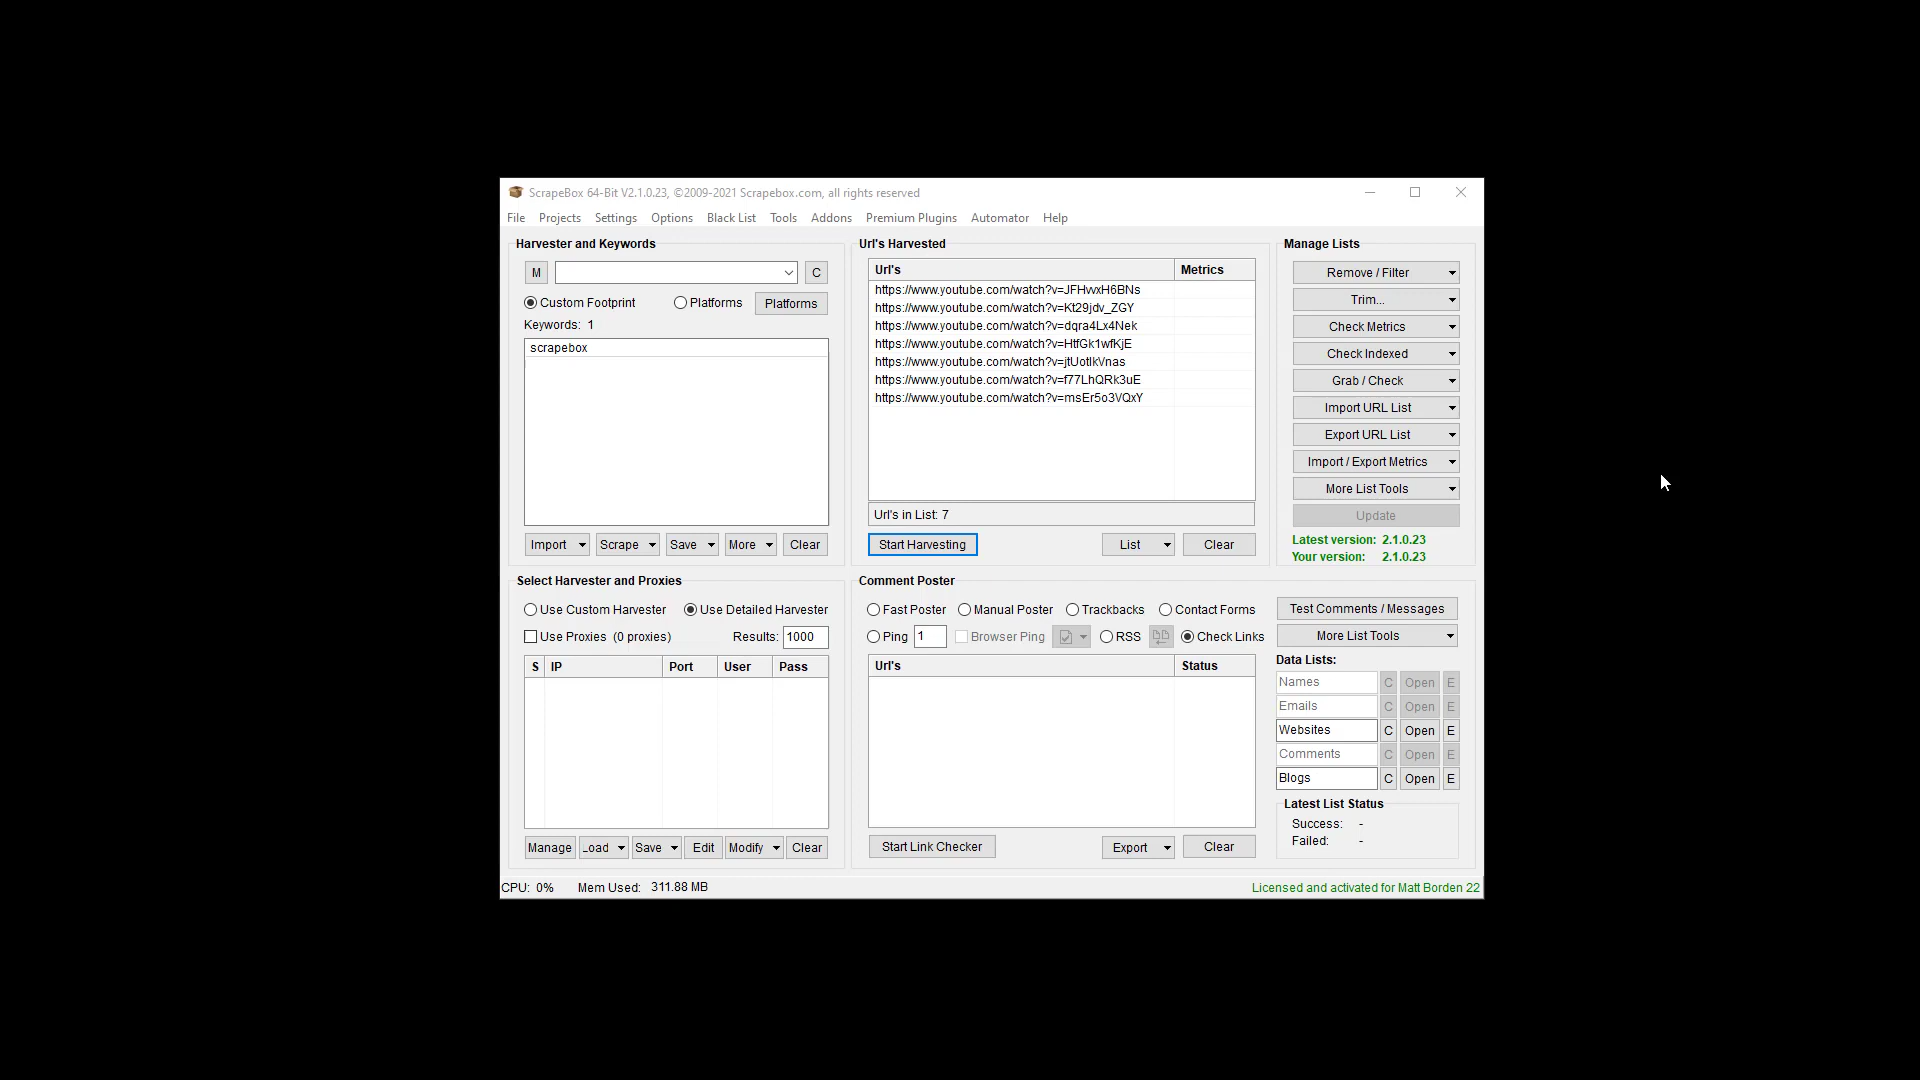 ScrapeBox 64-Bit V2.1.0.23, ©2009-2021 Scrapebox.com, all rights reserved
File Projects Settings Options Black List Tools Addons Premium Plugins Automator Help
Harvester and Keywords
M
C
Custom Footprint Platforms Platforms
Keywords: 1
scrapebox
Import Scrape Save More Clear
Url's Harvested
Url's Metrics
https://www.youtube.com/watch?v=JFHvvxH6BNs
https://www.youtube.com/watch?v=Kt29jdv_ZGY
https://www.youtube.com/watch?v=dqra4Lx4Nek
https://www.youtube.com/watch?v=HtfGk1wfKjE
https://www.youtube.com/watch?v=jtUotlkVnas
https://www.youtube.com/watch?v=f77LhQRk3uE
https://www.youtube.com/watch?v=msEr5o3VQxY
Url's in List: 7
Start Harvesting List Clear
Manage Lists
Remove / Filter
Trim...
Check Metrics
Check Indexed
Grab / Check
Import URL List
Export URL List
Import / Export Metrics
More List Tools
Update
Latest version: 2.1.0.23
Your version: 2.1.0.23
Select Harvester and Proxies
Use Custom Harvester Use Detailed Harvester
Use Proxies (0 proxies) Results: 1000
S IP Port User Pass
Manage Load Save Edit Modify Clear
Comment Poster
Fast Poster Manual Poster Trackbacks Contact Forms
Ping 1 Browser Ping RSS Check Links
Url's Status
Start Link Checker Export Clear
Test Comments / Messages
More List Tools
Data Lists:
Names C Open E
Emails C Open E
Websites C Open E
Comments C Open E
Blogs C Open E
Latest List Status
Success: -
Failed: -
CPU: 0% Mem Used: 311.88 MB
Licensed and activated for Matt Borden 22